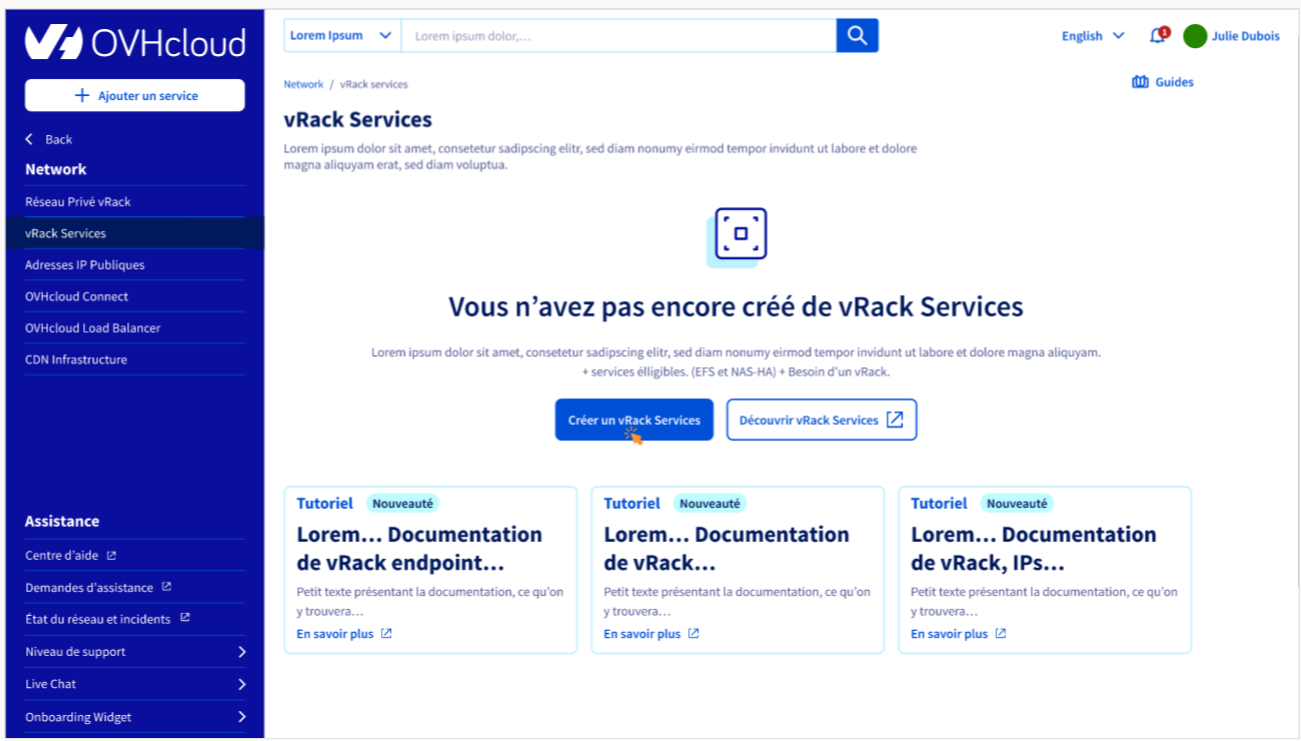 OVHcloud
Ajouter un service
Back
Network
Réseau Privé vRack
vRack Services
Adresses IP Publiques
OVHcloud Connect
OVHcloud Load Balancer
CDN Infrastructure
Assistance
Centre d'aide
Demandes d'assistance
État du réseau et incidents
Niveau de support
Live Chat
Onboarding Widget
Lorem Ipsum
Lorem ipsum dolor,...
English
1
Julie Dubois
Network / vRack services
Guides
vRack Services
Lorem ipsum dolor sit amet, consetetur sadipscing elitr, sed diam nonumy eirmod tempor invidunt ut labore et dolore
magna aliquyam erat, sed diam voluptua.
Vous n'avez pas encore créé de vRack Services
Lorem ipsum dolor sit amet, consetetur sadipscing elitr, sed diam nonumy eirmod tempor invidunt ut labore et dolore magna aliquyam.
+ services élligibles. (EFS et NAS-HA) + Besoin d'un vRack.
Créer un vRack Services
Découvrir vRack Services
Tutoriel Nouveauté
Lorem... Documentation
de vRack endpoint...
Petit texte présentant la documentation, ce qu'on
y trouvera...
En savoir plus
Tutoriel Nouveauté
Lorem... Documentation
de vRack...
Petit texte présentant la documentation, ce qu'on
y trouvera...
En savoir plus
Tutoriel Nouveauté
Lorem... Documentation
de vRack, IPs...
Petit texte présentant la documentation, ce qu'on
y trouvera...
En savoir plus